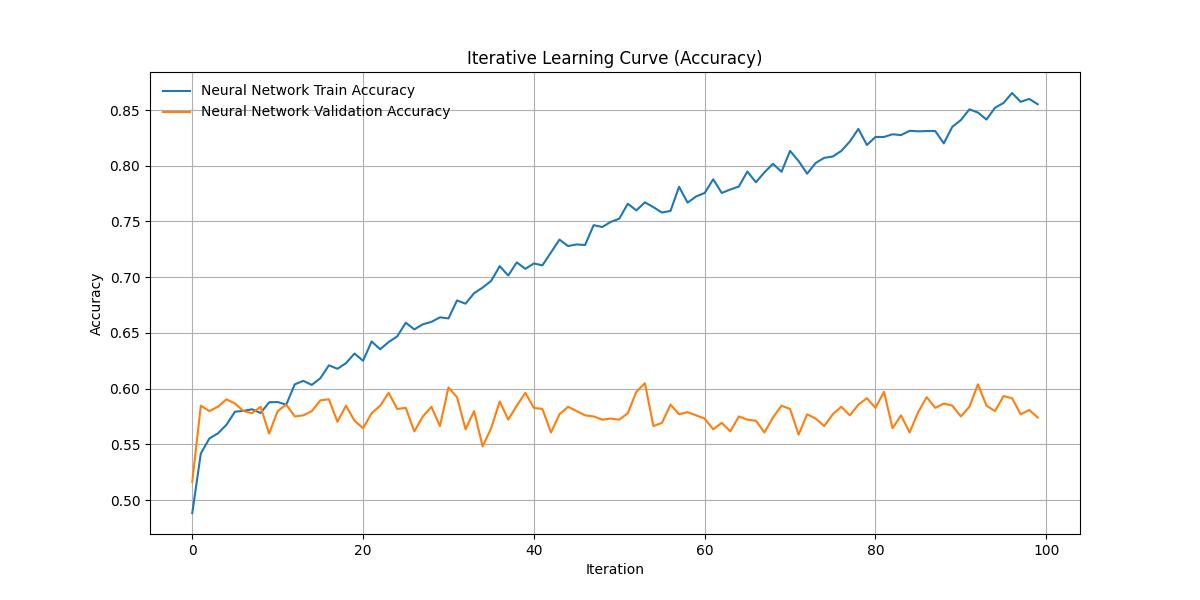 Iterative Learning Curve (Accuracy)
Neural Network Train Accuracy
Neural Network Validation Accuracy
0.85
0.80
0.75
0.70
0.65
0.60
0.55
0.50
Accuracy
0 20 40 60 80 100
Iteration